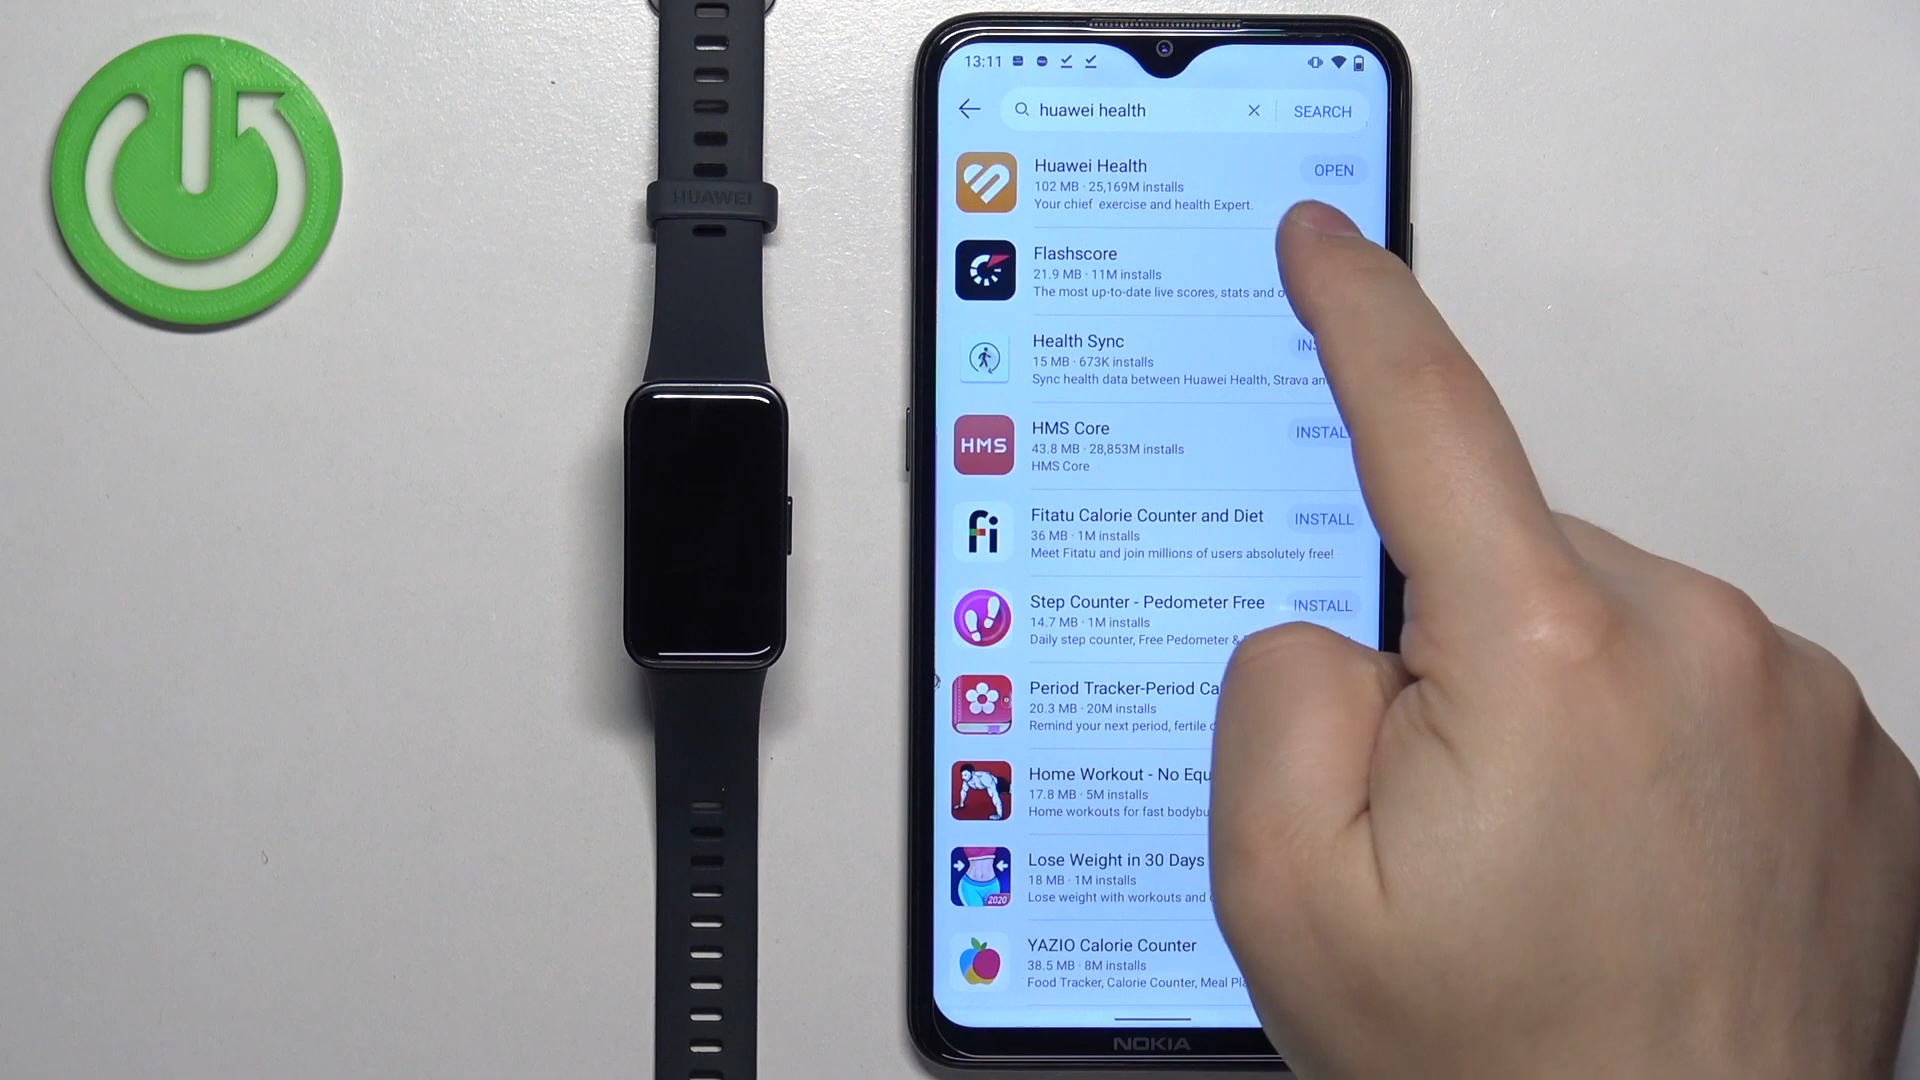 HUAWEI
13:11
huawei health
SEARCH
Huawei Health
OPEN
102 MB · 25,169M installs
Your chief exercise and health Expert.
Flashscore
21.9 MB · 11M installs
The most up-to-date live scores, stats and
Health Sync
15 MB · 673K installs
Sync health data between Huawei Health, Strava an
HMS
HMS Core
INSTAL
43.8 MB · 28,853M installs
HMS Core
fi
Fitatu Calorie Counter and Diet
INSTALL
36 MB · 1M installs
Meet Fitatu and join millions of users absolutely free!
Step Counter - Pedometer Free
INSTALL
14.7 MB · 1M installs
Daily step counter, Free Pedometer &
Period Tracker-Period Ca
20.3 MB · 20M installs
Remind your next period, fertile
Home Workout - No Equ
17.8 MB · 5M installs
Home workouts for fast bodybu
Lose Weight in 30 Days
2020
18 MB · 1M installs
Lose weight with workouts and
YAZIO Calorie Counter
38.5 MB · 8M installs
Food Tracker, Calorie Counter, Meal Pla
NOKIA